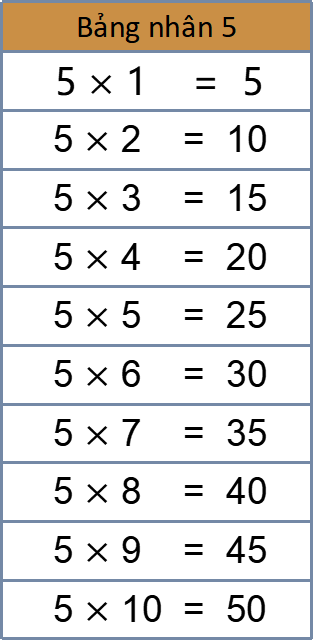 Bảng nhân 5
5 × 1 = 5
5 × 2 = 10
5 × 3 = 15
5 × 4 = 20
5 × 5 = 25
5 × 6 = 30
5 × 7 = 35
5 × 8 = 40
5 × 9 = 45
5 × 10 = 50